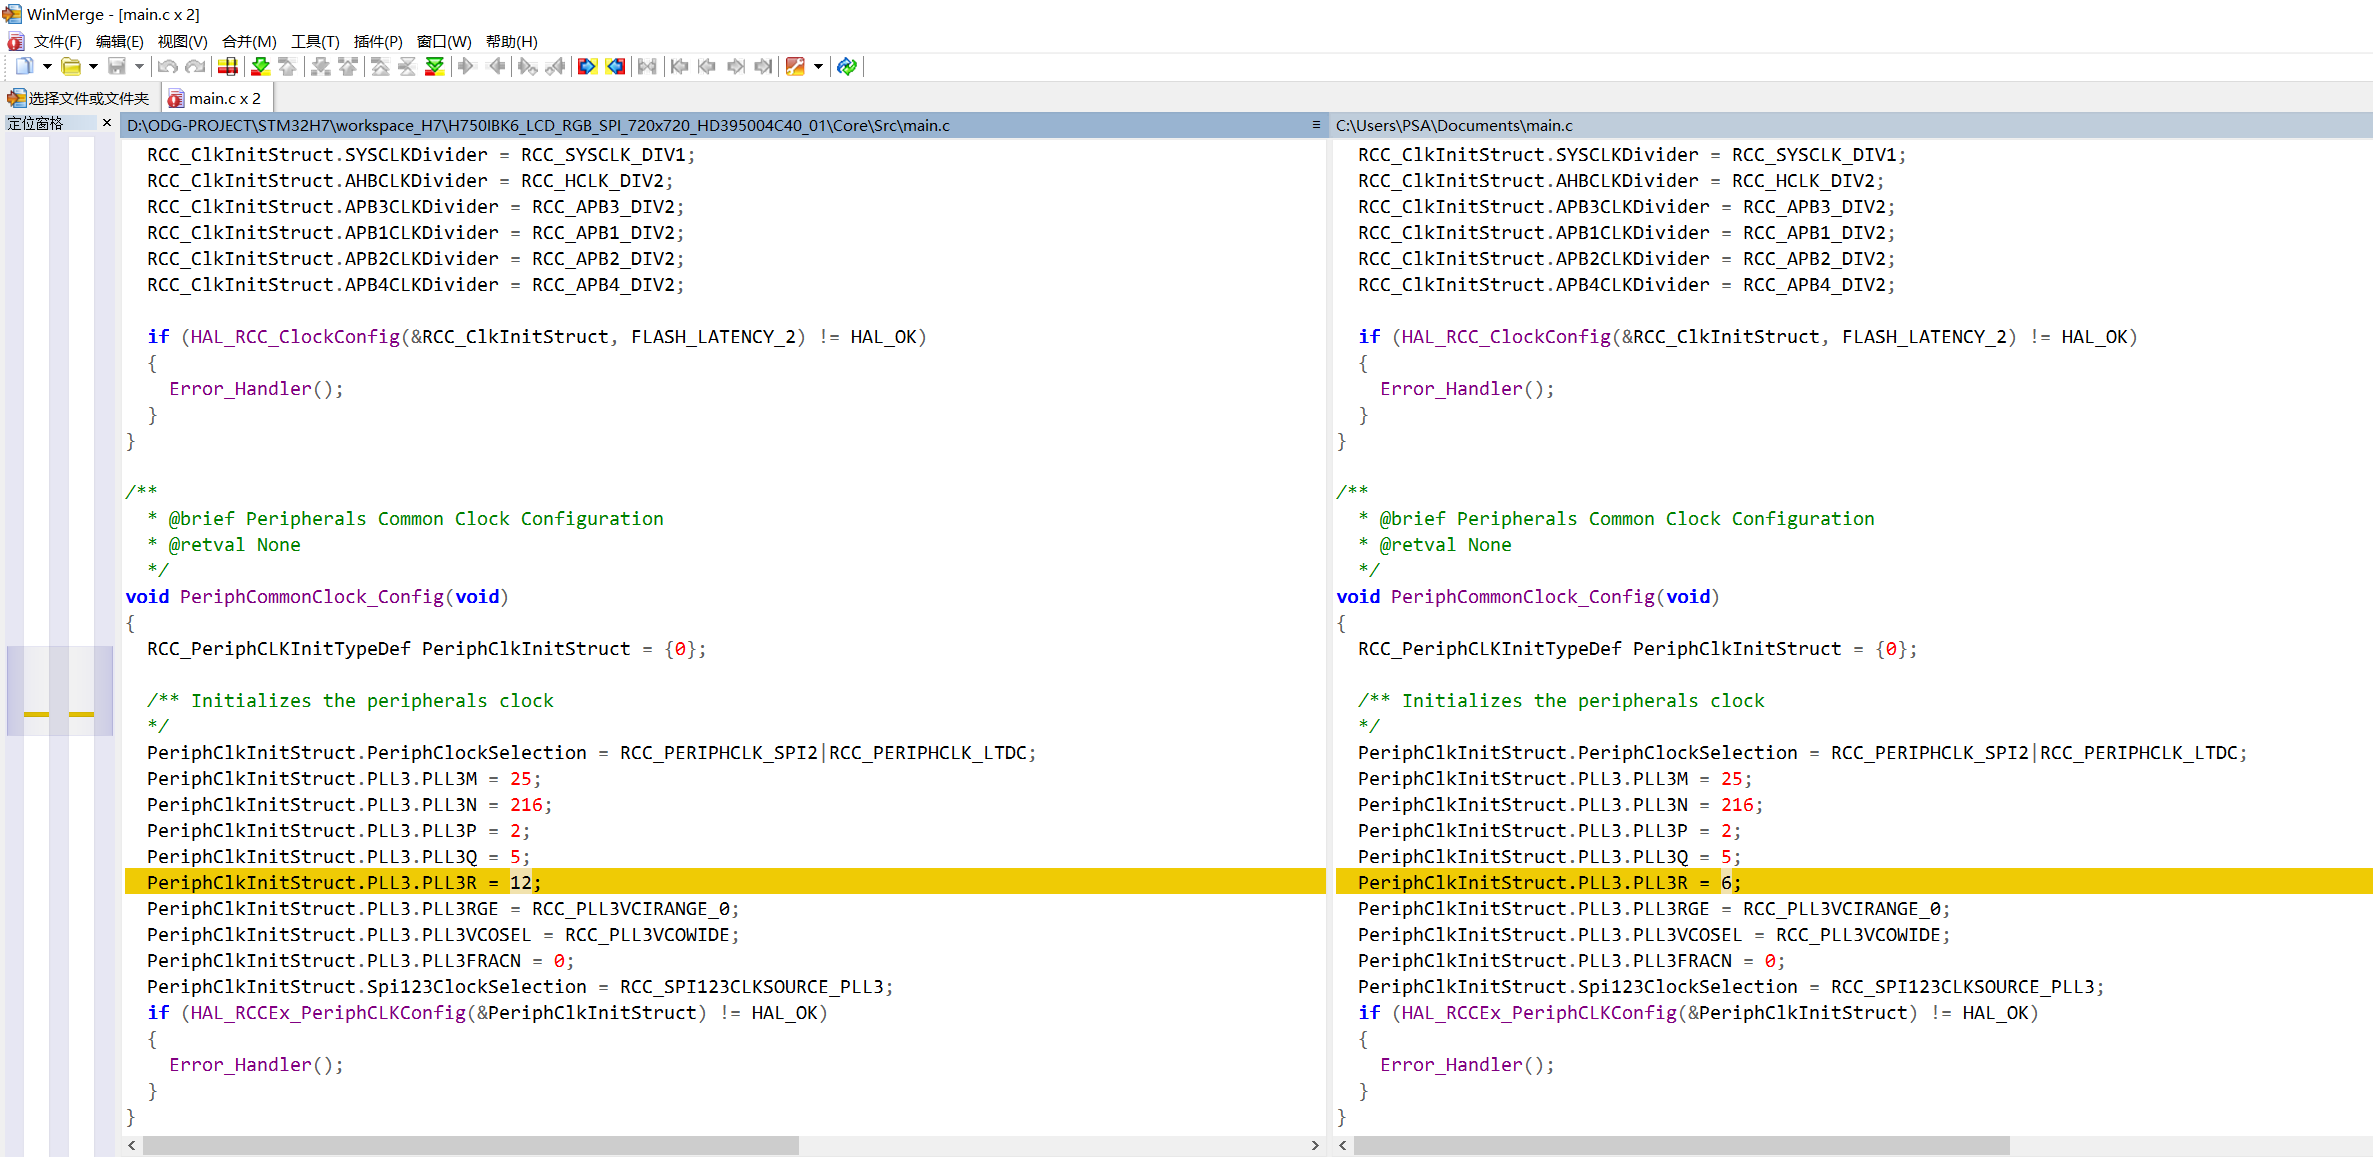 WinMerge - [main.c x 2]
文件(F) 编辑(E) 视图(V) 合并(M) 工具(T) 插件(P) 窗口(W) 帮助(H)
选择文件或文件夹 main.c x 2
定位窗格
D:\ODG-PROJECT\STM32H7\workspace_H7\H750IBK6_LCD_RGB_SPI_720x720_HD395004C40_01\Core\Src\main.c
RCC_ClkInitStruct.SYSCLKDivider = RCC_SYSCLK_DIV1;
RCC_ClkInitStruct.AHBCLKDivider = RCC_HCLK_DIV2;
RCC_ClkInitStruct.APB3CLKDivider = RCC_APB3_DIV2;
RCC_ClkInitStruct.APB1CLKDivider = RCC_APB1_DIV2;
RCC_ClkInitStruct.APB2CLKDivider = RCC_APB2_DIV2;
RCC_ClkInitStruct.APB4CLKDivider = RCC_APB4_DIV2;
if (HAL_RCC_ClockConfig(&RCC_ClkInitStruct, FLASH_LATENCY_2) != HAL_OK)
{
Error_Handler();
}
}
/**
* @brief Peripherals Common Clock Configuration
* @retval None
*/
void PeriphCommonClock_Config(void)
{
RCC_PeriphCLKInitTypeDef PeriphClkInitStruct = {0};
/** Initializes the peripherals clock
*/
PeriphClkInitStruct.PeriphClockSelection = RCC_PERIPHCLK_SPI2|RCC_PERIPHCLK_LTDC;
PeriphClkInitStruct.PLL3.PLL3M = 25;
PeriphClkInitStruct.PLL3.PLL3N = 216;
PeriphClkInitStruct.PLL3.PLL3P = 2;
PeriphClkInitStruct.PLL3.PLL3Q = 5;
PeriphClkInitStruct.PLL3.PLL3R = 12;
PeriphClkInitStruct.PLL3.PLL3RGE = RCC_PLL3VCIRANGE_0;
PeriphClkInitStruct.PLL3.PLL3VCOSEL = RCC_PLL3VCOWIDE;
PeriphClkInitStruct.PLL3.PLL3FRACN = 0;
PeriphClkInitStruct.Spi123ClockSelection = RCC_SPI123CLKSOURCE_PLL3;
if (HAL_RCCEx_PeriphCLKConfig(&PeriphClkInitStruct) != HAL_OK)
{
Error_Handler();
}
}
C:\Users\PSA\Documents\main.c
RCC_ClkInitStruct.SYSCLKDivider = RCC_SYSCLK_DIV1;
RCC_ClkInitStruct.AHBCLKDivider = RCC_HCLK_DIV2;
RCC_ClkInitStruct.APB3CLKDivider = RCC_APB3_DIV2;
RCC_ClkInitStruct.APB1CLKDivider = RCC_APB1_DIV2;
RCC_ClkInitStruct.APB2CLKDivider = RCC_APB2_DIV2;
RCC_ClkInitStruct.APB4CLKDivider = RCC_APB4_DIV2;
if (HAL_RCC_ClockConfig(&RCC_ClkInitStruct, FLASH_LATENCY_2) != HAL_OK)
{
Error_Handler();
}
}
/**
* @brief Peripherals Common Clock Configuration
* @retval None
*/
void PeriphCommonClock_Config(void)
{
RCC_PeriphCLKInitTypeDef PeriphClkInitStruct = {0};
/** Initializes the peripherals clock
*/
PeriphClkInitStruct.PeriphClockSelection = RCC_PERIPHCLK_SPI2|RCC_PERIPHCLK_LTDC;
PeriphClkInitStruct.PLL3.PLL3M = 25;
PeriphClkInitStruct.PLL3.PLL3N = 216;
PeriphClkInitStruct.PLL3.PLL3P = 2;
PeriphClkInitStruct.PLL3.PLL3Q = 5;
PeriphClkInitStruct.PLL3.PLL3R = 6;
PeriphClkInitStruct.PLL3.PLL3RGE = RCC_PLL3VCIRANGE_0;
PeriphClkInitStruct.PLL3.PLL3VCOSEL = RCC_PLL3VCOWIDE;
PeriphClkInitStruct.PLL3.PLL3FRACN = 0;
PeriphClkInitStruct.Spi123ClockSelection = RCC_SPI123CLKSOURCE_PLL3;
if (HAL_RCCEx_PeriphCLKConfig(&PeriphClkInitStruct) != HAL_OK)
{
Error_Handler();
}
}